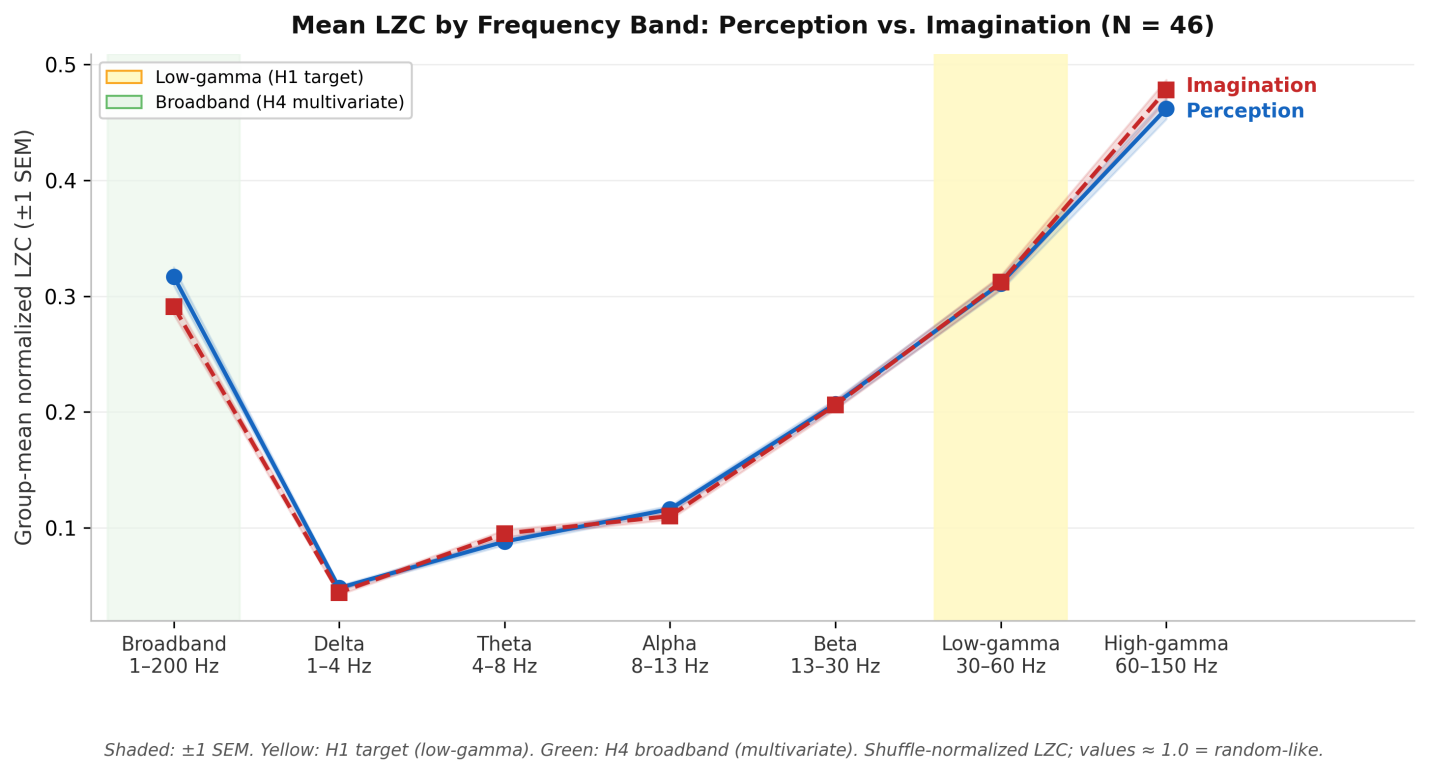 Mean LZC by Frequency Band: Perception vs. Imagination (N = 46)
Group-mean normalized LZC (±1 SEM)
0.5
0.4
0.3
0.2
0.1
Low-gamma (H1 target)
Broadband (H4 multivariate)
Imagination
Perception
Broadband
1–200 Hz
Delta
1–4 Hz
Theta
4–8 Hz
Alpha
8–13 Hz
Beta
13–30 Hz
Low-gamma
30–60 Hz
High-gamma
60–150 Hz
Shaded: ±1 SEM. Yellow: H1 target (low-gamma). Green: H4 broadband (multivariate). Shuffle-normalized LZC; values ≈ 1.0 = random-like.